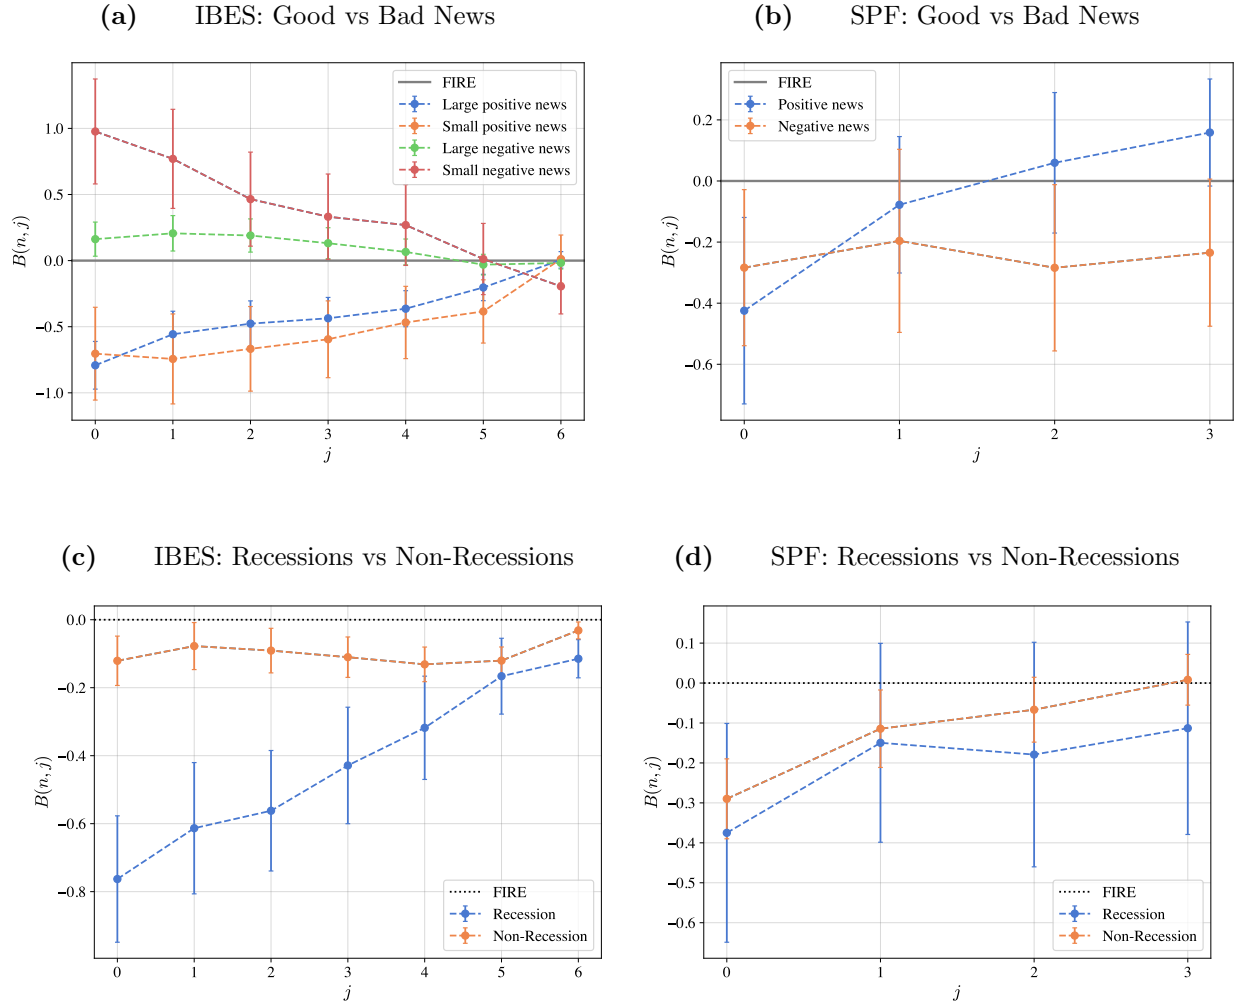 (a) IBES: Good vs Bad News
FIRE
Large positive news
Small positive news
Large negative news
Small negative news
1.0
0.5
0.0
−0.5
−1.0
B(n, j)
0 1 2 3 4 5 6
j
(b) SPF: Good vs Bad News
FIRE
Positive news
Negative news
0.2
0.0
−0.2
−0.4
−0.6
B(n, j)
0 1 2 3
j
(c) IBES: Recessions vs Non-Recessions
0.0
−0.2
−0.4
−0.6
−0.8
B(n, j)
FIRE
Recession
Non-Recession
0 1 2 3 4 5 6
j
(d) SPF: Recessions vs Non-Recessions
0.1
0.0
−0.1
−0.2
−0.3
−0.4
−0.5
−0.6
B(n, j)
FIRE
Recession
Non-Recession
0 1 2 3
j